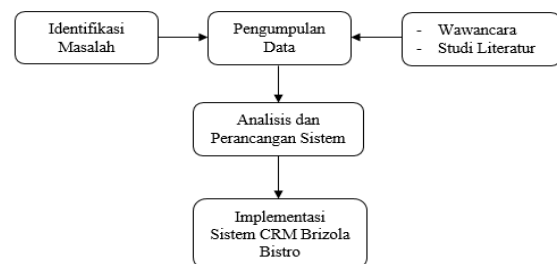 Identifikasi
Masalah
Pengumpulan
Data
- Wawancara
- Studi Literatur
Analisis dan
Perancangan Sistem
Implementasi
Sistem CRM Brizola
Bistro